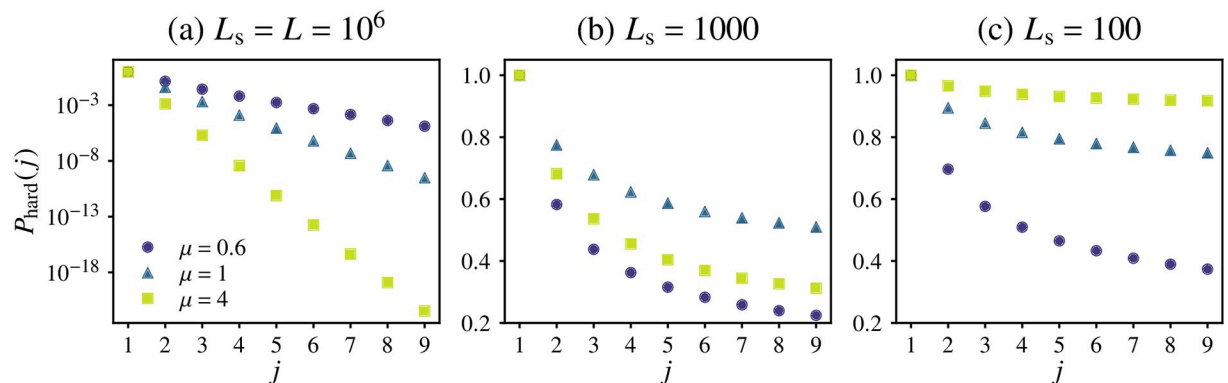 (a) Lₛ = L = 10⁶
(b) Lₛ = 1000
(c) Lₛ = 100
P_hard(j)
10⁻³
10⁻⁸
10⁻¹³
10⁻¹⁸
μ = 0.6
μ = 1
μ = 4
1 2 3 4 5 6 7 8 9
j
1.0
0.8
0.6
0.4
0.2
1 2 3 4 5 6 7 8 9
j
1.0
0.8
0.6
0.4
0.2
1 2 3 4 5 6 7 8 9
j